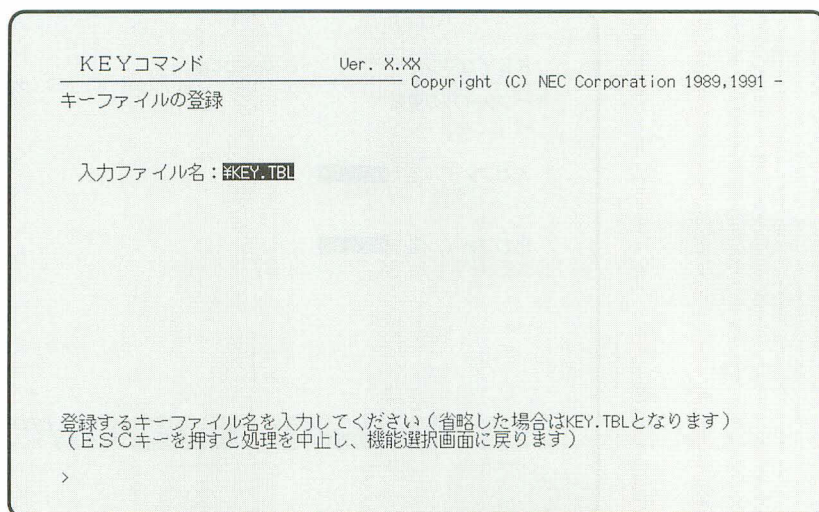 KEYコマンド Ver. X.XX
Copyright (C) NEC Corporation 1989,1991 -
キーファイルの登録
入力ファイル名：¥KEY.TBL
登録するキーファイル名を入力してください（省略した場合はKEY.TBLとなります）
（ESCキーを押すと処理を中止し、機能選択画面に戻ります）
>